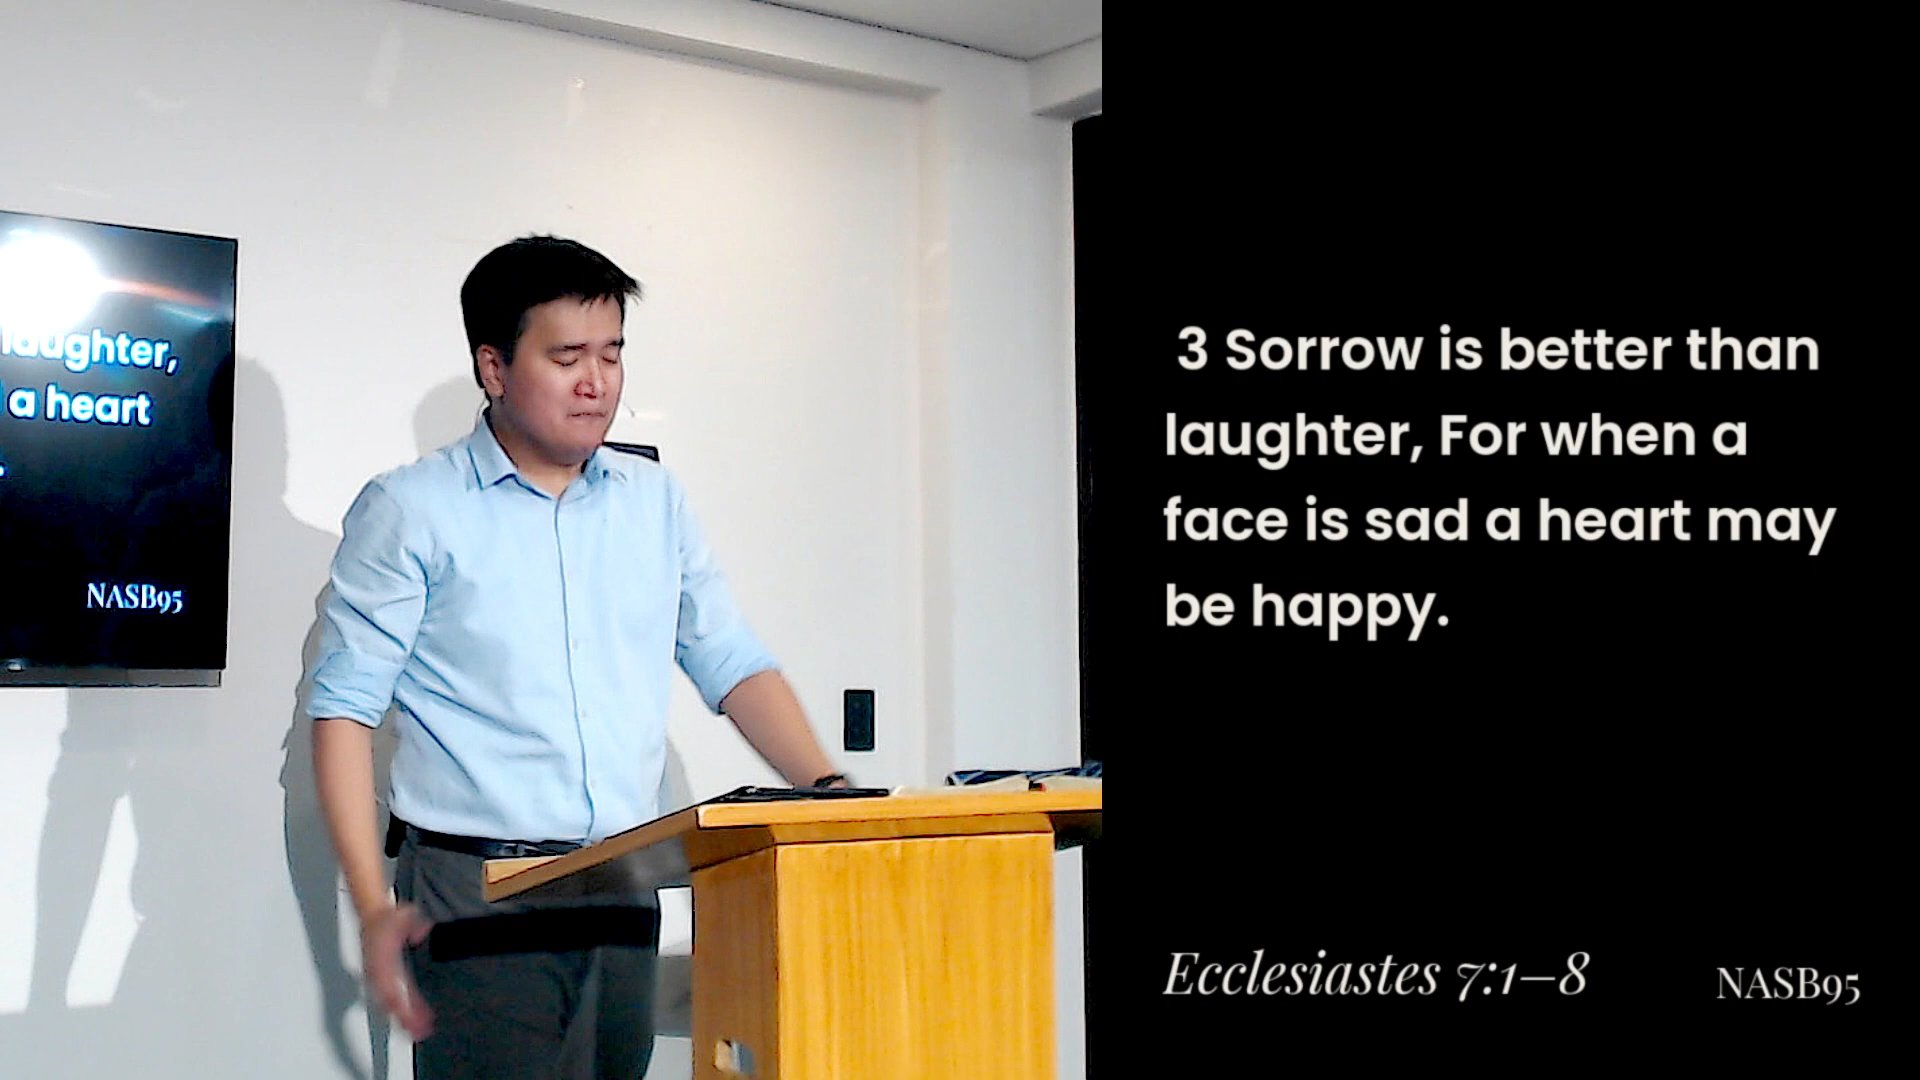 laughter,
a heart
NASB95
3 Sorrow is better than
laughter, For when a
face is sad a heart may
be happy.
Ecclesiastes 7:1–8
NASB95